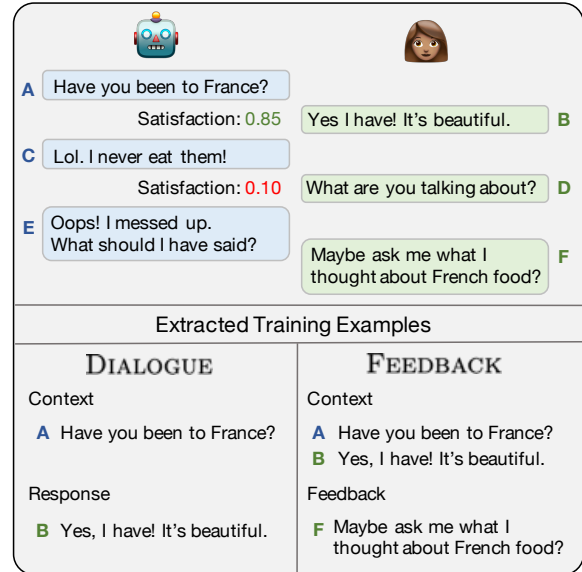 A Have you been to France?
Satisfaction: 0.85
Yes I have! It's beautiful. B
C Lol. I never eat them!
Satisfaction: 0.10
What are you talking about? D
E Oops! I messed up.
What should I have said?
Maybe ask me what I
thought about French food? F
Extracted Training Examples
DIALOGUE
Context
A Have you been to France?
Response
B Yes, I have! It's beautiful.
FEEDBACK
Context
A Have you been to France?
B Yes, I have! It's beautiful.
Feedback
F Maybe ask me what I
thought about French food?